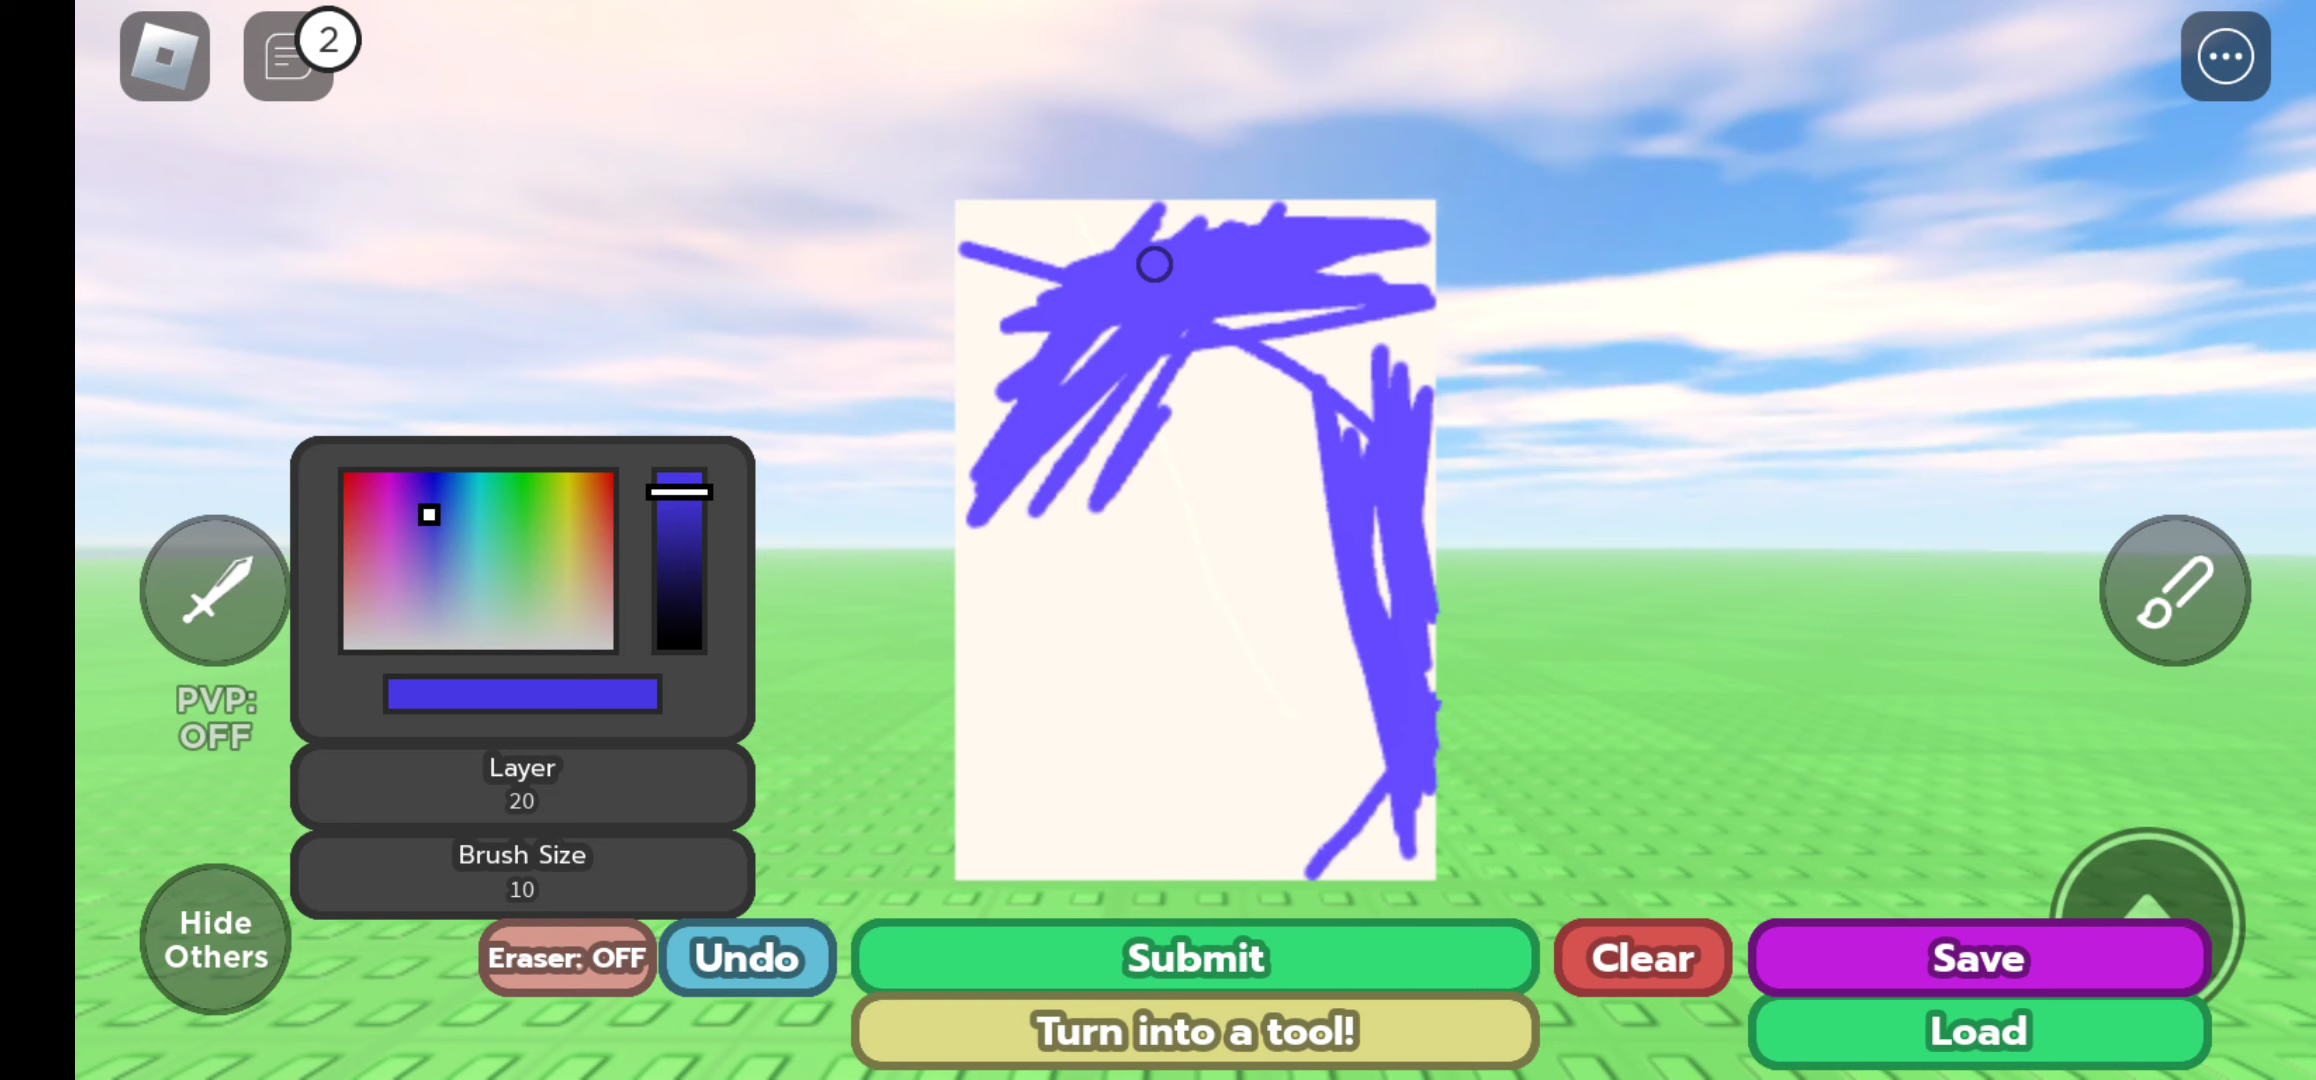 2
PVP:
OFF
Layer
20
Brush Size
10
Hide
Others
Eraser: OFF
Undo
Submit
Clear
Save
Turn into a tool!
Load